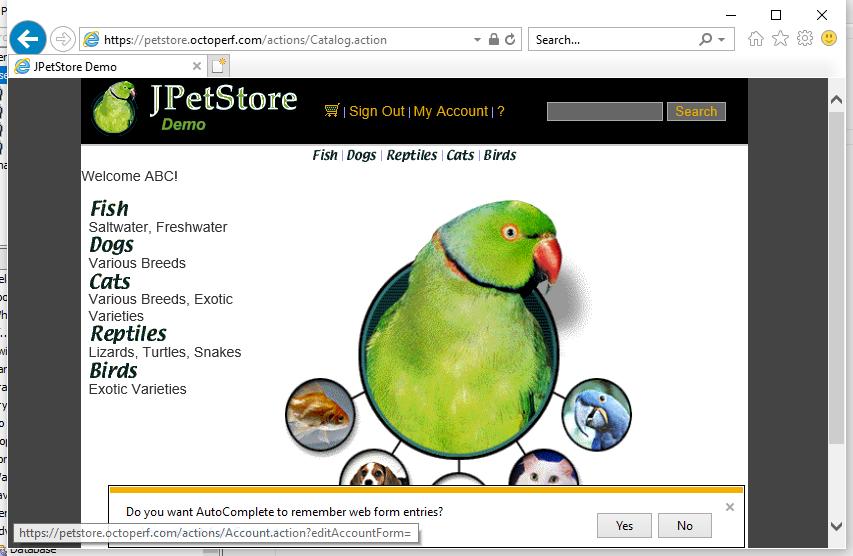 https://petstore.octoperf.com/actions/Catalog.action
Search...
JPetStore Demo
JPetStore
Demo
| Sign Out | My Account | ?
Search
Fish | Dogs | Reptiles | Cats | Birds
Welcome ABC!
Fish
Saltwater, Freshwater
Dogs
Various Breeds
Cats
Various Breeds, Exotic
Varieties
Reptiles
Lizards, Turtles, Snakes
Birds
Exotic Varieties
Do you want AutoComplete to remember web form entries?
Yes
No
https://petstore.octoperf.com/actions/Account.action?editAccountForm=
Database